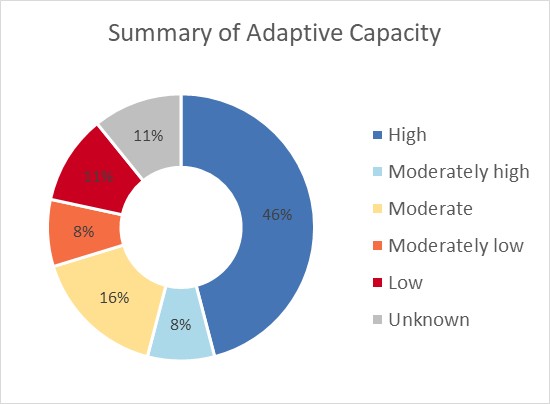 Summary of Adaptive Capacity
11%
11%
46%
8%
16%
8%
High
Moderately high
Moderate
Moderately low
Low
Unknown